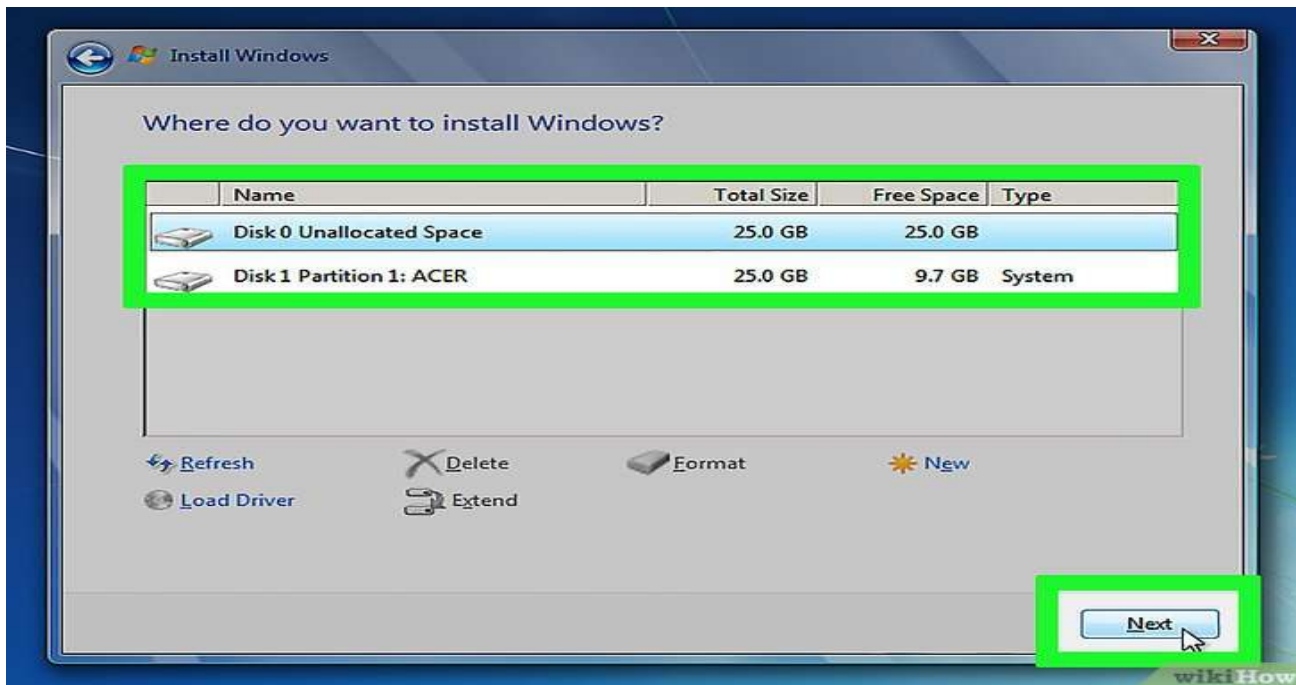 Install Windows
Where do you want to install Windows?
Name Total Size Free Space Type
Disk 0 Unallocated Space 25.0 GB 25.0 GB
Disk 1 Partition 1: ACER 25.0 GB 9.7 GB System
Refresh Delete Format New
Load Driver Extend
Next
wikiHow